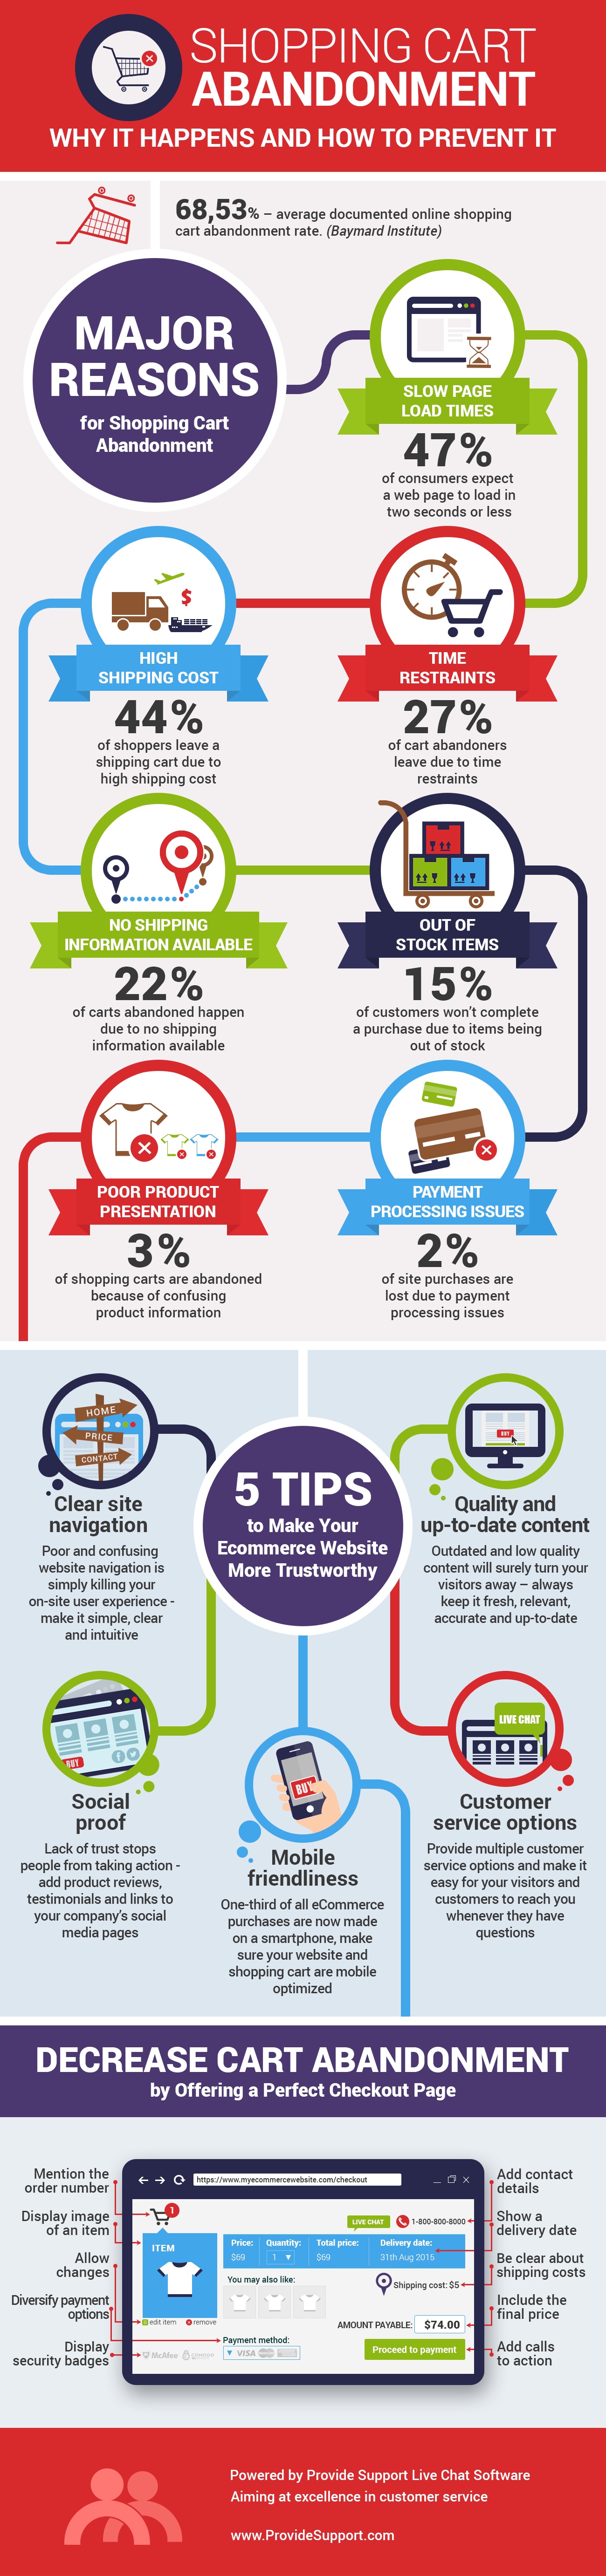 SHOPPING CART
ABANDONMENT
WHY IT HAPPENS AND HOW TO PREVENT IT
68,53% – average documented online shopping
cart abandonment rate. (Baymard Institute)
MAJOR
REASONS
for Shopping Cart
Abandonment
SLOW PAGE
LOAD TIMES
47%
of consumers expect
a web page to load in
two seconds or less
$
HIGH
SHIPPING COST
44%
of shoppers leave a
shipping cart due to
high shipping cost
TIME
RESTRAINTS
27%
of cart abandoners
leave due to time
restraints
NO SHIPPING
INFORMATION AVAILABLE
22%
of carts abandoned happen
due to no shipping
information available
OUT OF
STOCK ITEMS
15%
of customers won't complete
a purchase due to items being
out of stock
POOR PRODUCT
PRESENTATION
3%
of shopping carts are abandoned
because of confusing
product information
PAYMENT
PROCESSING ISSUES
2%
of site purchases are
lost due to payment
processing issues
5 TIPS
to Make Your
Ecommerce Website
More Trustworthy
HOME
PRICE
CONTACT
Clear site
navigation
Poor and confusing
website navigation is
simply killing your
on-site user experience -
make it simple, clear
and intuitive
BUY
Quality and
up-to-date content
Outdated and low quality
content will surely turn your
visitors away – always
keep it fresh, relevant,
accurate and up-to-date
BUY
Social
proof
Lack of trust stops
people from taking action -
add product reviews,
testimonials and links to
your company's social
media pages
BUY
Mobile
friendliness
One-third of all eCommerce
purchases are now made
on a smartphone, make
sure your website and
shopping cart are mobile
optimized
LIVE CHAT
Customer
service options
Provide multiple customer
service options and make it
easy for your visitors and
customers to reach you
whenever they have
questions
DECREASE CART ABANDONMENT
by Offering a Perfect Checkout Page
Mention the
order number
Display image
of an item
Allow
changes
Diversify payment
options
Display
security badges
https://www.myecommercewebsite.com/checkout
1
LIVE CHAT
1-800-800-8000
ITEM
Price:
$69
Quantity:
1
Total price:
$69
Delivery date:
31th Aug 2015
You may also like:
Shipping cost: $5
edit item
remove
AMOUNT PAYABLE:
$74.00
Payment method:
VISA
McAfee
Proceed to payment
Add contact
details
Show a
delivery date
Be clear about
shipping costs
Include the
final price
Add calls
to action
Powered by Provide Support Live Chat Software
Aiming at excellence in customer service
www.ProvideSupport.com